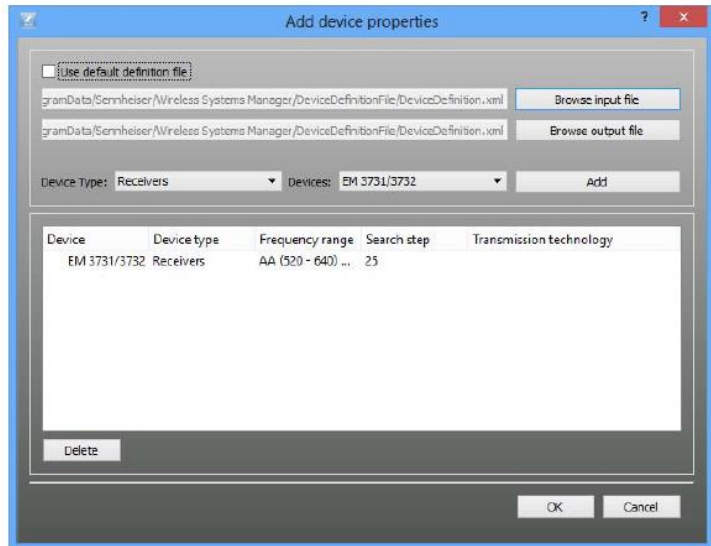 Add device properties
?
x
Use default definition file
gramData/Sennheiser/Wireless Systems Manager/DeviceDefinitionFile/DeviceDefinition.xml
Browse input file
gramData/Sennheiser/Wireless Systems Manager/DeviceDefinitionFile/DeviceDefinition.xml
Browse output file
Device Type: Receivers Devices: EM 3731/3732 Add
Device Device type Frequency range Search step Transmission technology
EM 3731/3732 Receivers AA (520 - 640) ... 25
Delete
OK Cancel